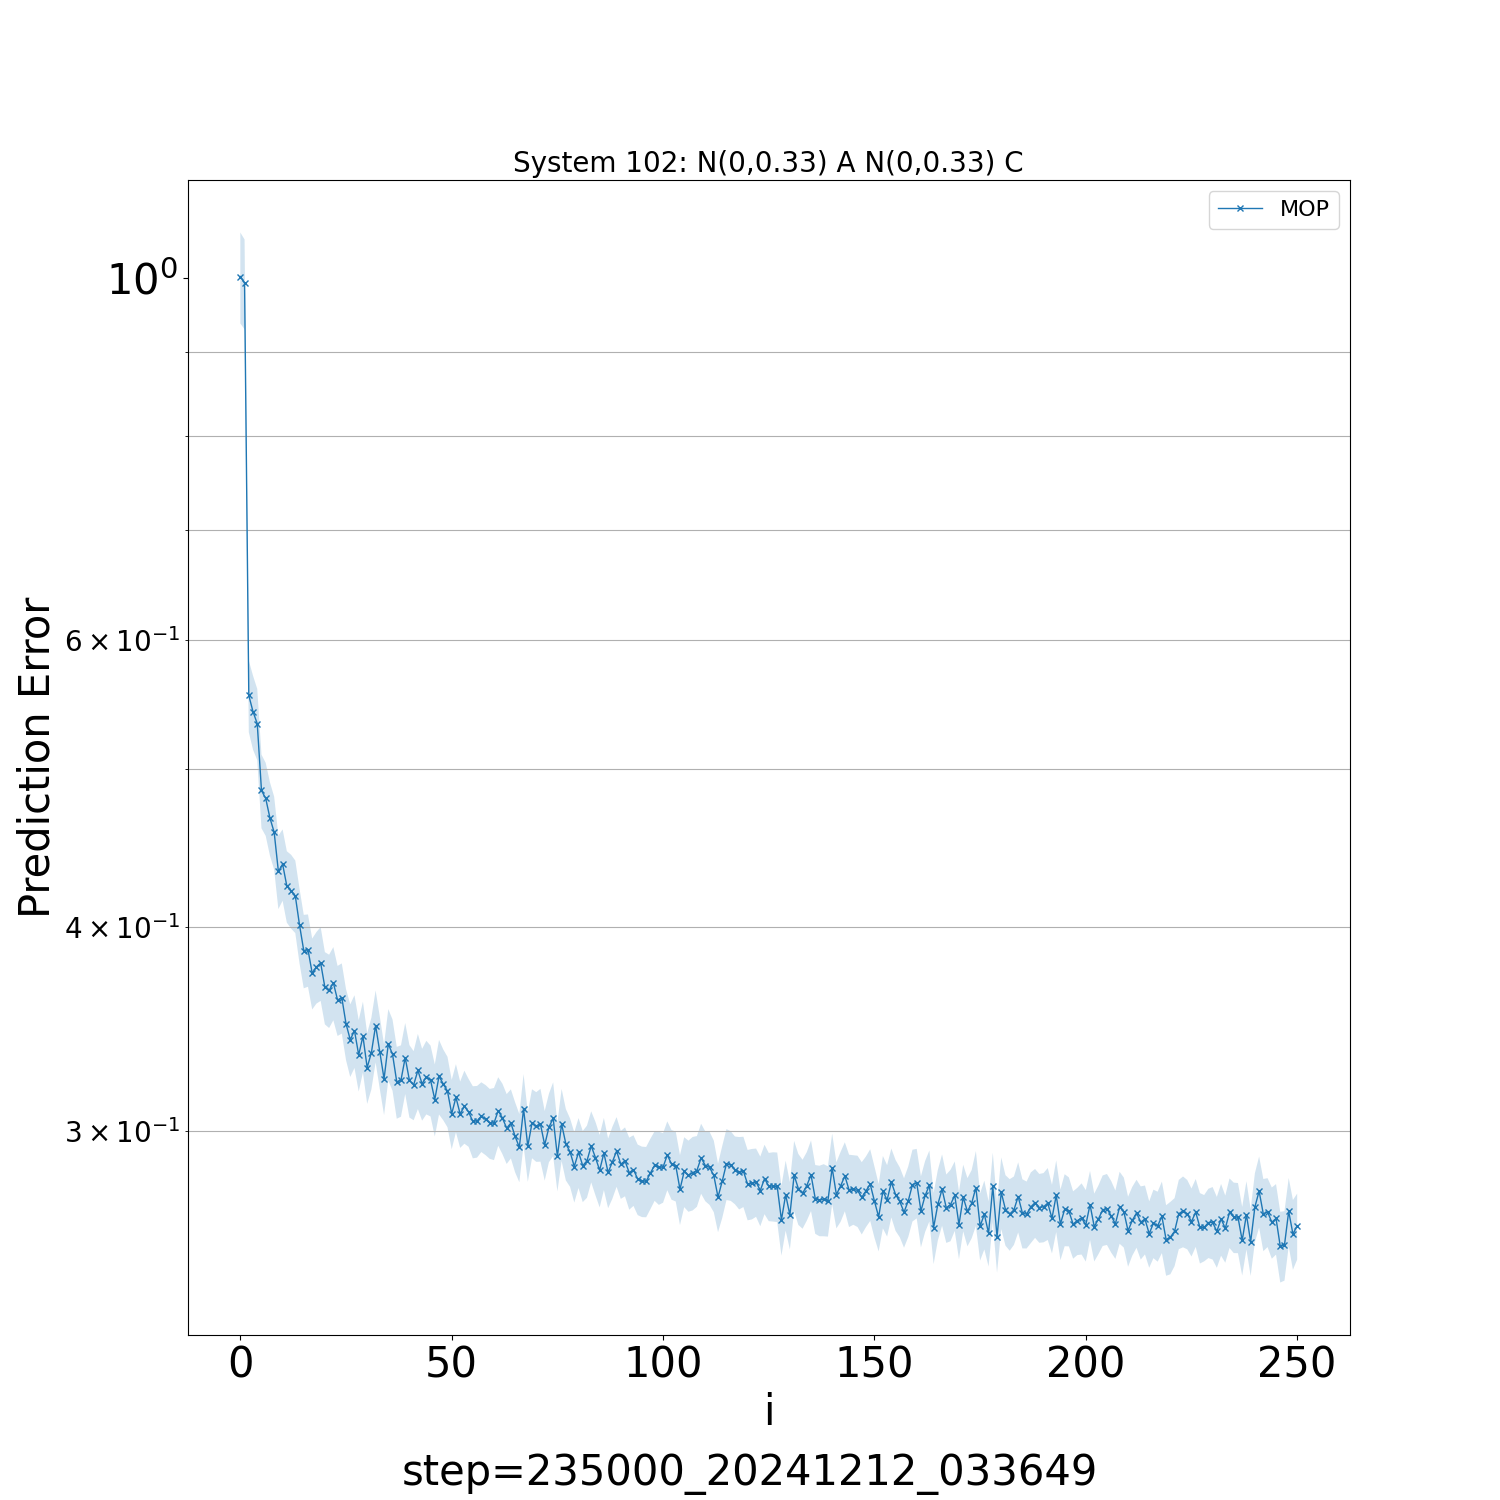 System 102: N(0,0.33) A N(0,0.33) C
MOP
10⁰
6 × 10⁻¹
4 × 10⁻¹
3 × 10⁻¹
Prediction Error
0 50 100 150 200 250
i
step=235000_20241212_033649